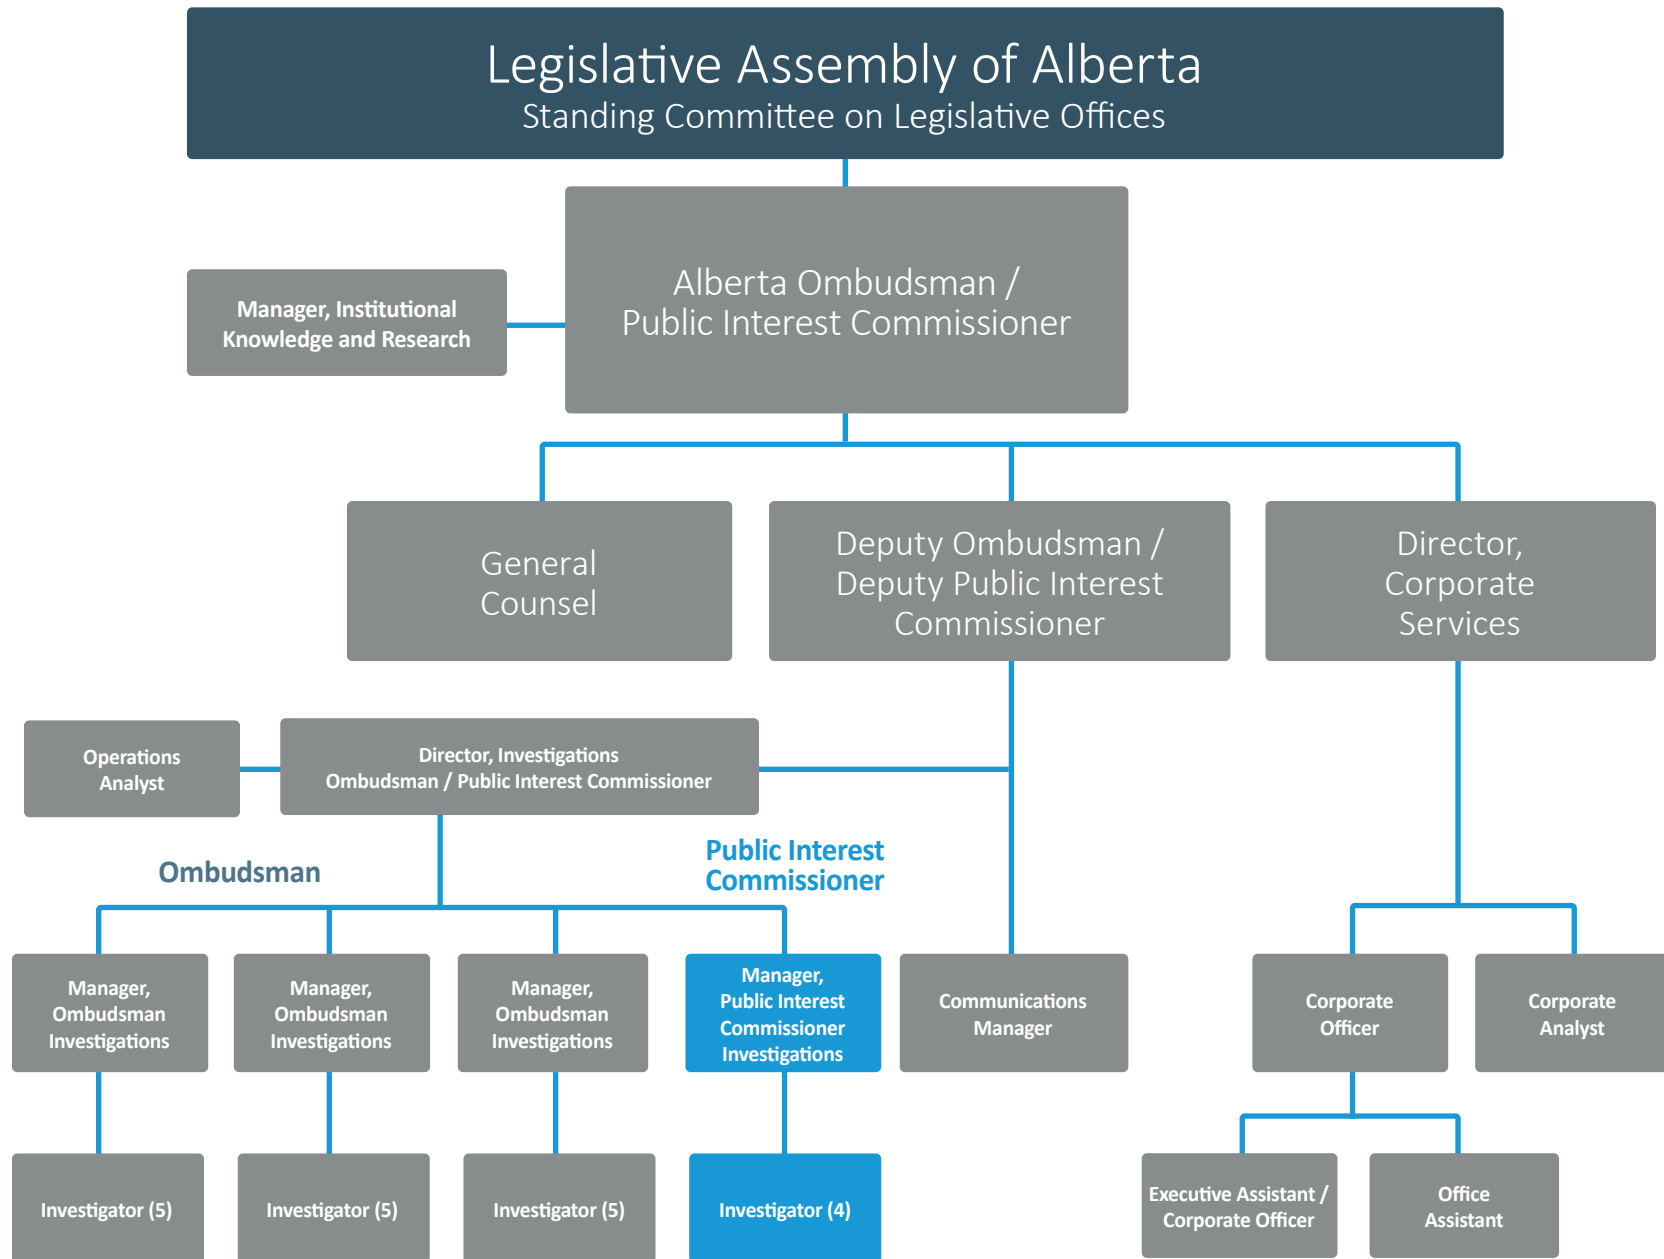 Legislative Assembly of Alberta
Standing Committee on Legislative Offices
Alberta Ombudsman /
Public Interest Commissioner
Manager, Institutional
Knowledge and Research
General
Counsel
Deputy Ombudsman /
Deputy Public Interest
Commissioner
Director,
Corporate
Services
Operations
Analyst
Director, Investigations
Ombudsman / Public Interest Commissioner
Ombudsman
Public Interest
Commissioner
Manager,
Ombudsman
Investigations
Manager,
Ombudsman
Investigations
Manager,
Ombudsman
Investigations
Manager,
Public Interest
Commissioner
Investigations
Communications
Manager
Corporate
Officer
Corporate
Analyst
Investigator (5)
Investigator (5)
Investigator (5)
Investigator (4)
Executive Assistant /
Corporate Officer
Office
Assistant